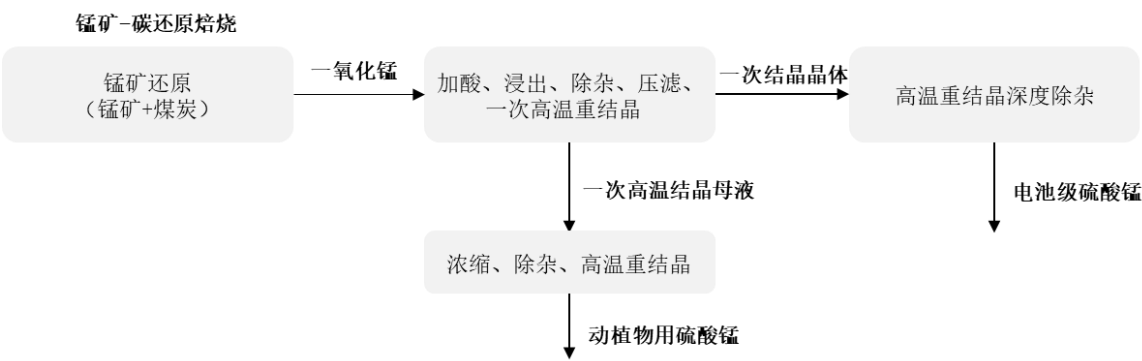 锰矿-碳还原焙烧
锰矿还原
（锰矿+煤炭）
一氧化锰
加酸、浸出、除杂、压滤、
一次高温重结晶
一次结晶晶体
高温重结晶深度除杂
一次高温结晶母液
电池级硫酸锰
浓缩、除杂、高温重结晶
动植物用硫酸锰